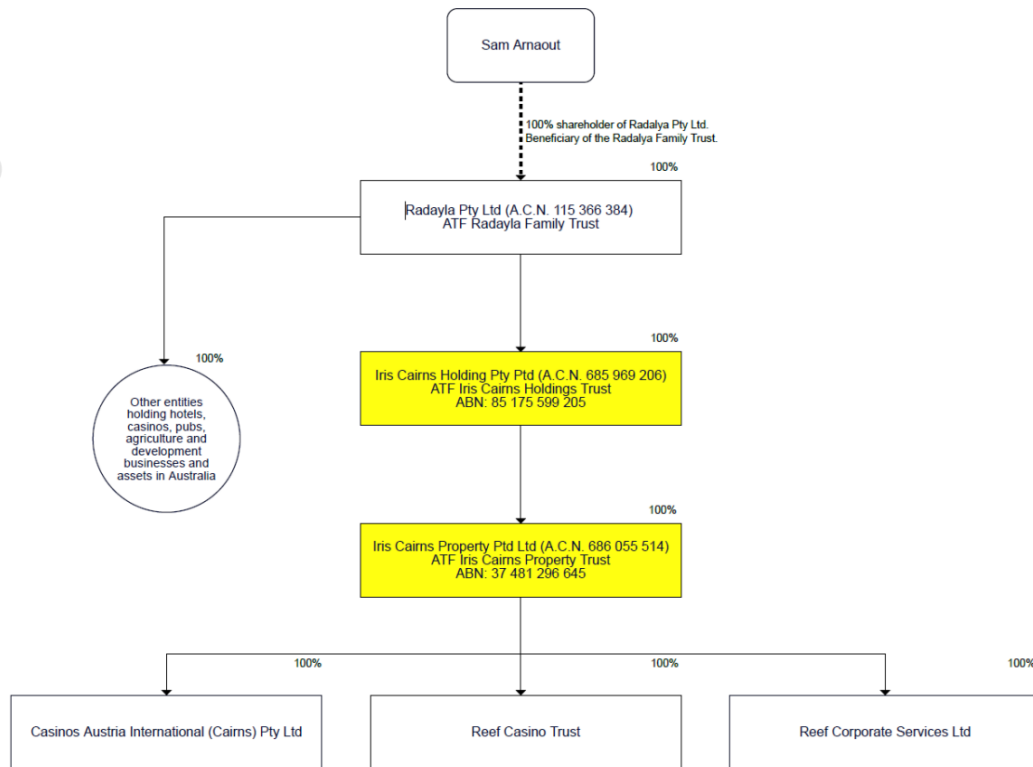 Sam Arnaout
100% shareholder of Radalya Pty Ltd.
Beneficiary of the Radalya Family Trust.
100%
Radayla Pty Ltd (A.C.N. 115 366 384)
ATF Radayla Family Trust
100%
Other entities
holding hotels,
casinos, pubs,
agriculture and
development
businesses and
assets in Australia
100%
Iris Cairns Holding Pty Ptd (A.C.N. 685 969 206)
ATF Iris Cairns Holdings Trust
ABN: 85 175 599 205
100%
Iris Cairns Property Ptd Ltd (A.C.N. 686 055 514)
ATF Iris Cairns Property Trust
ABN: 37 481 296 645
100%
100%
100%
Casinos Austria International (Cairns) Pty Ltd
Reef Casino Trust
Reef Corporate Services Ltd